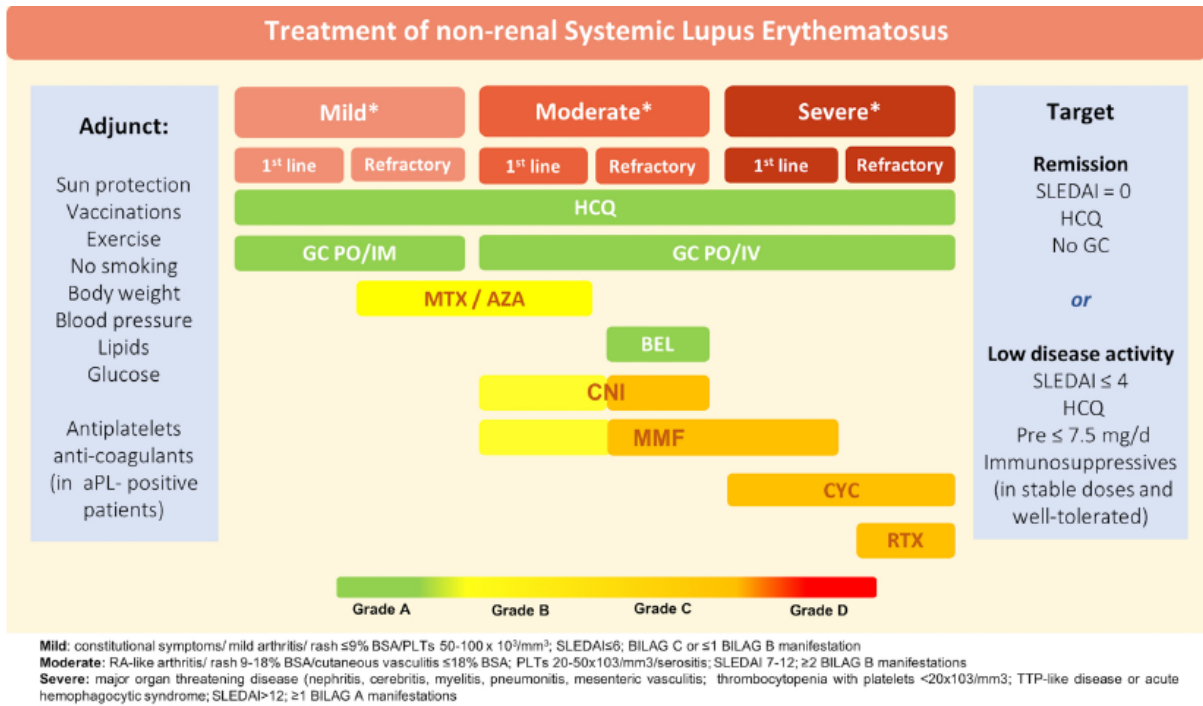 Treatment of non-renal Systemic Lupus Erythematosus
Adjunct:
Sun protection
Vaccinations
Exercise
No smoking
Body weight
Blood pressure
Lipids
Glucose
Antiplatelets
anti-coagulants
(in aPL- positive
patients)
Mild* Moderate* Severe*
1st line Refractory 1st line Refractory 1st line Refractory
HCQ
GC PO/IM GC PO/IV
MTX / AZA
BEL
CNI
MMF
CYC
RTX
Grade A Grade B Grade C Grade D
Target
Remission
SLEDAI = 0
HCQ
No GC
or
Low disease activity
SLEDAI ≤ 4
HCQ
Pre ≤ 7.5 mg/d
Immunosuppressives
(in stable doses and
well-tolerated)
Mild: constitutional symptoms/ mild arthritis/ rash ≤9% BSA/PLTs 50-100 x 10³/mm³; SLEDAI≤6; BILAG C or ≤1 BILAG B manifestation
Moderate: RA-like arthritis/ rash 9-18% BSA/cutaneous vasculitis ≤18% BSA; PLTs 20-50x103/mm3/serositis; SLEDAI 7-12; ≥2 BILAG B manifestations
Severe: major organ threatening disease (nephritis, cerebritis, myelitis, pneumonitis, mesenteric vasculitis; thrombocytopenia with platelets <20x103/mm3; TTP-like disease or acute
hemophagocytic syndrome; SLEDAI>12; ≥1 BILAG A manifestations